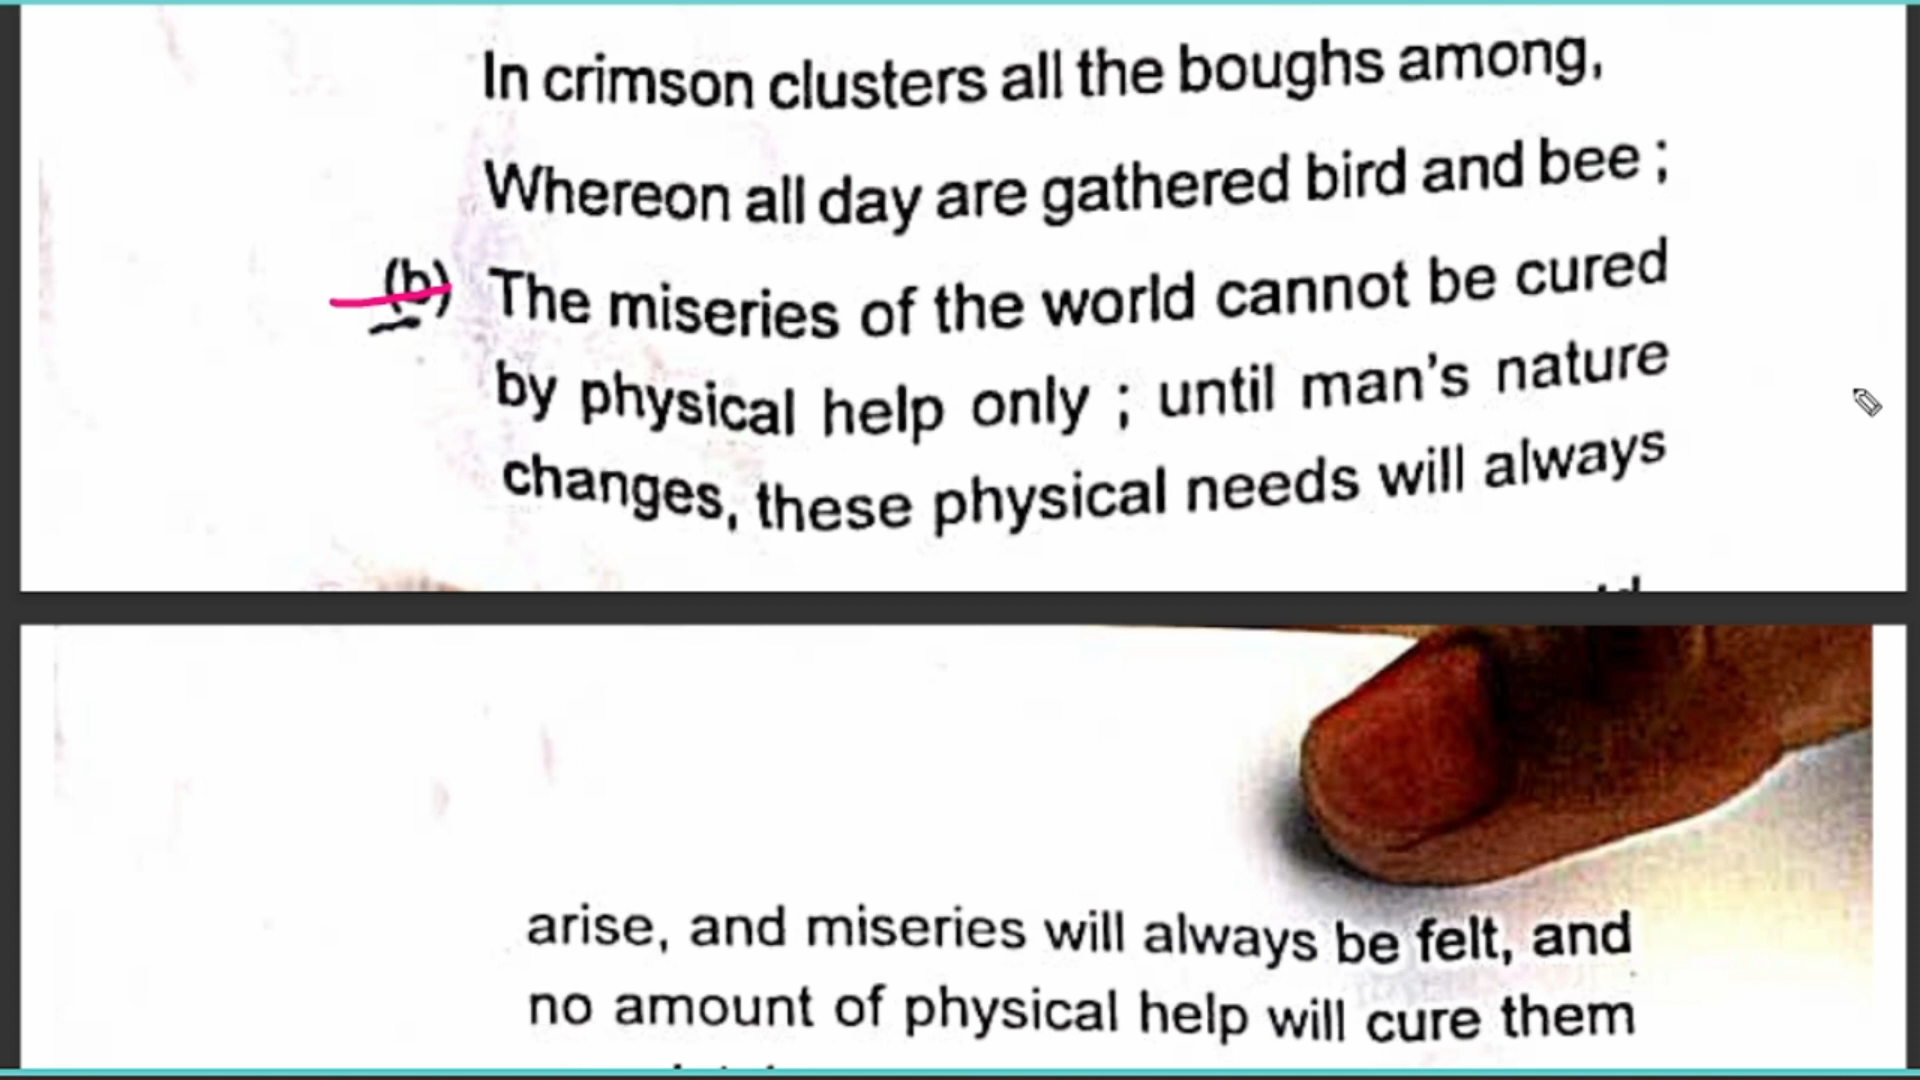 In crimson clusters all the boughs among,
Whereon all day are gathered bird and bee ;
(b) The miseries of the world cannot be cured
by physical help only ; until man's nature
changes, these physical needs will always
arise, and miseries will always be felt, and
no amount of physical help will cure them